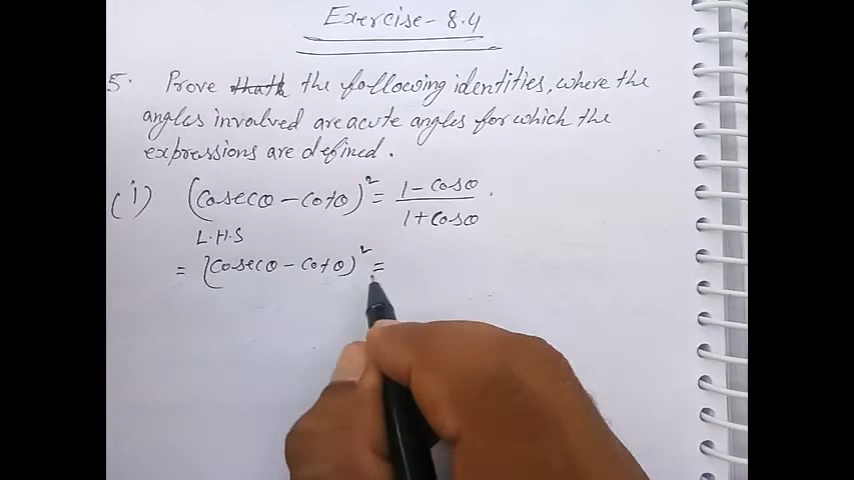 Exercise - 8.4
5. Prove that the following identities, where the
angles involved are acute angles for which the
expressions are defined.
(i) (Cosecθ - Cotθ)² = 1 - Cosθ / 1 + Cosθ.
L.H.S
= (Cosecθ - Cotθ)² =